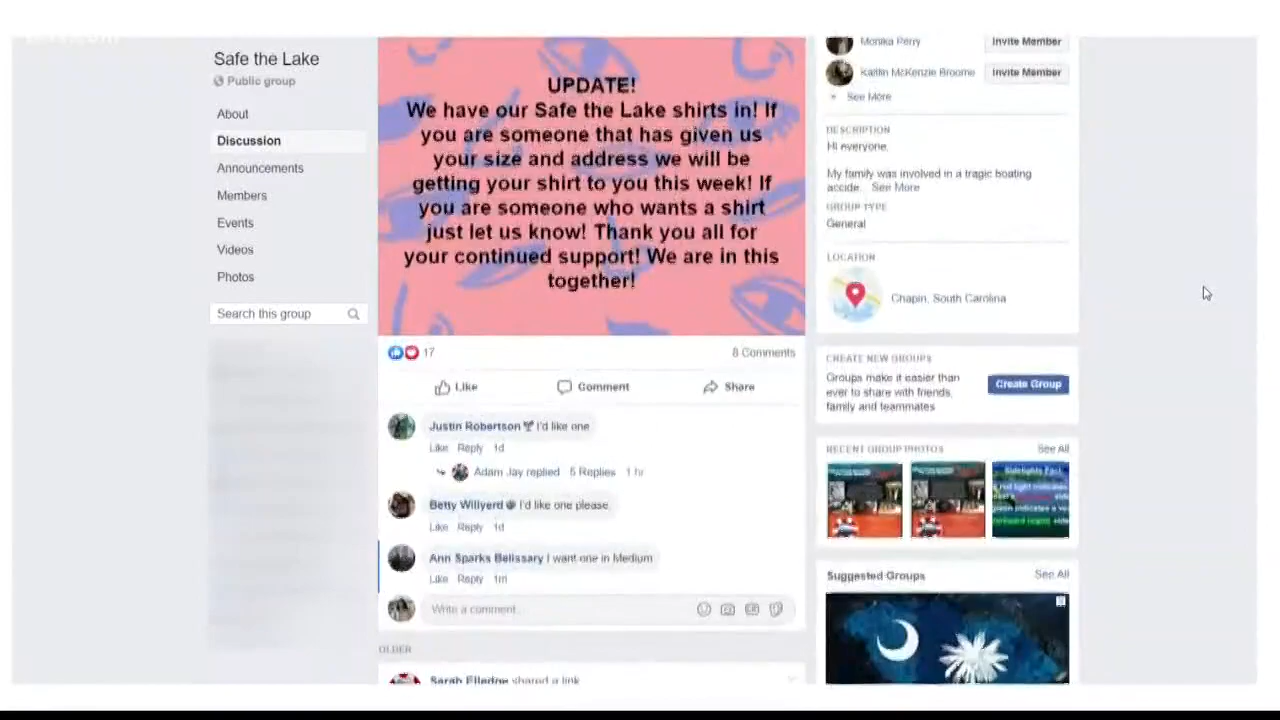 Safe the Lake
Public group
About
Discussion
Announcements
Members
Events
Videos
Photos
Search this group
UPDATE!
We have our Safe the Lake shirts in! If
you are someone that has given us
your size and address we will be
getting your shirt to you this week! If
you are someone who wants a shirt
just let us know! Thank you all for
your continued support! We are in this
together!
17
8 Comments
Like
Comment
Share
Justin Robertson I'd like one
Like Reply 1d
Adam Jay replied 5 Replies 1 hr
Betty Willyerd I'd like one please.
Like Reply 1d
Ann Sparks Belissary I want one in Medium
Like Reply 1m
Write a comment...
OLDER
Sarah Elledge shared a link
Monika Perry Invite Member
Kaitlin McKenzie Broome Invite Member
See More
DESCRIPTION
Hi everyone,
My family was involved in a tragic boating
accide... See More
GROUP TYPE
General
LOCATION
Chapin, South Carolina
CREATE NEW GROUPS
Groups make it easier than
ever to share with friends,
family and teammates
Create Group
RECENT GROUP PHOTOS See All
Sidelights Fact
Suggested Groups See All